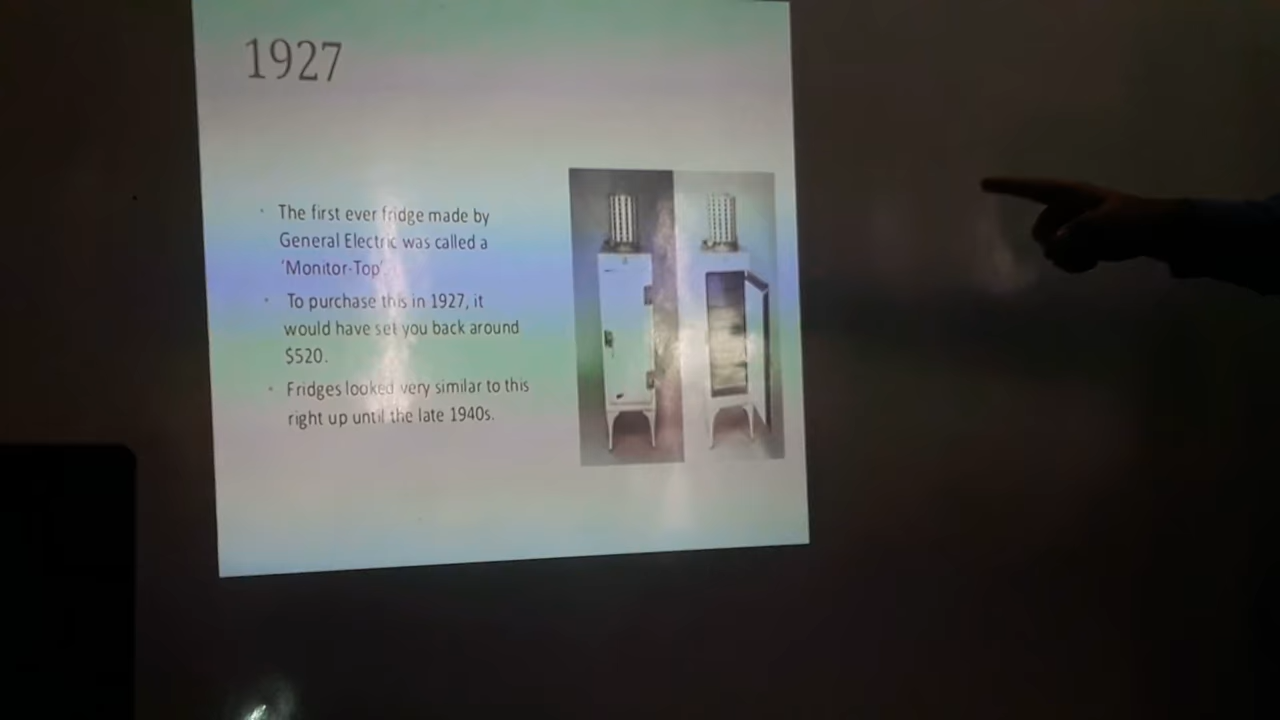 1927
· The first ever fridge made by
General Electric was called a
‘Monitor-Top’.
· To purchase this in 1927, it
would have set you back around
$520.
· Fridges looked very similar to this
right up until the late 1940s.